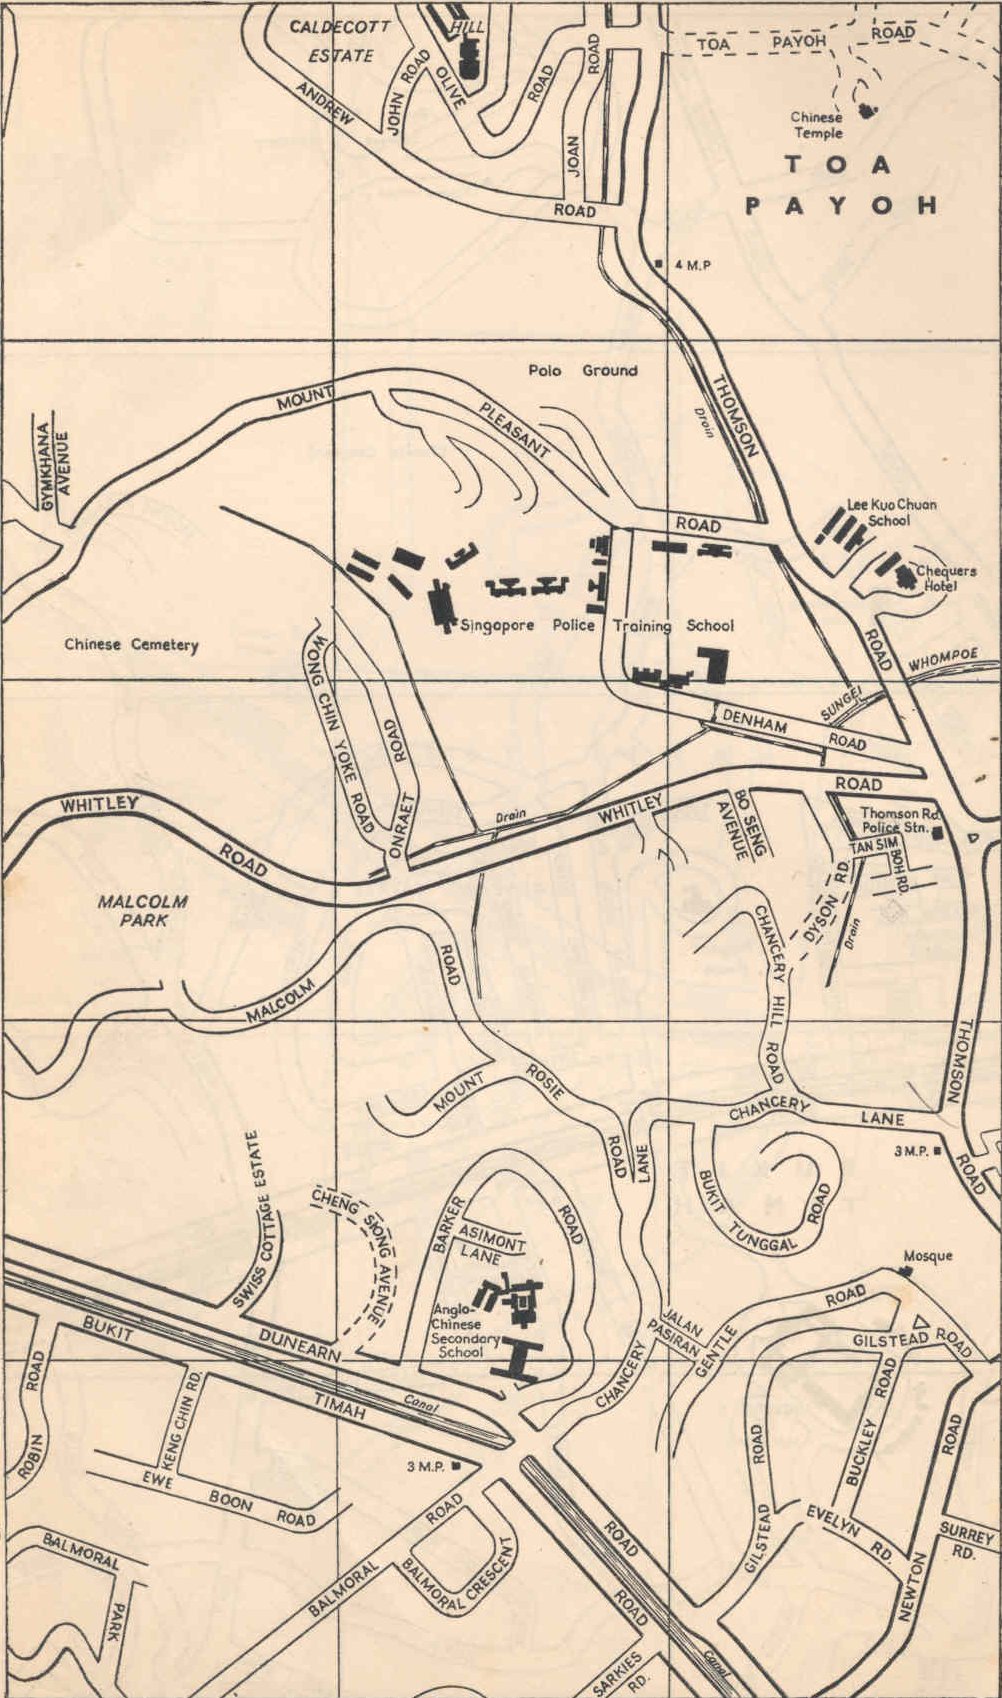 CALDECOTT
ESTATE
HILL
ROAD
TOA PAYOH ROAD
JOHN ROAD
OLIVE
ROAD
ANDREW
JOAN
ROAD
Chinese
Temple
TOA
PAYOH
4 M.P
Polo Ground
MOUNT
PLEASANT
ROAD
THOMSON
Drain
GYMKHANA
AVENUE
Lee Kuo Chuan
School
Chequers
Hotel
Singapore Police Training School
Chinese Cemetery
ROAD
WHOMPOE
SUNGEI
WONG CHIN YOKE ROAD
ROAD
ONRAET
DENHAM
ROAD
WHITLEY
ROAD
Drain
WHITLEY
ROAD
BO SENG
AVENUE
Thomson Rd.
Police Stn.
TAN SIM
BOH RD.
DYSON RD.
Drain
MALCOLM
PARK
CHANCERY HILL ROAD
MALCOLM
ROAD
THOMSON
ROAD
MOUNT
ROSIE
ROAD
LANE
CHANCERY
LANE
3 M.P.
SWISS COTTAGE ESTATE
CHENG SIONG AVENUE
BARKER
ROAD
ASIMONT
LANE
BUKIT TUNGGAL
ROAD
Mosque
Anglo-
Chinese
Secondary
School
JALAN
PASIRAN
GENTLE
ROAD
GILSTEAD ROAD
BUKIT
DUNEARN
TIMAH
Canal
CHANCERY
ROAD
ROBIN
KENG CHIN RD.
3 M.P.
EWE
BOON
ROAD
ROAD
GILSTEAD
BUCKLEY
ROAD
ROAD
EVELYN
RD.
NEWTON
SURREY
RD.
BALMORAL
PARK
BALMORAL
ROAD
BALMORAL CRESCENT
ROAD
ROAD
Canal
SARKIES
RD.